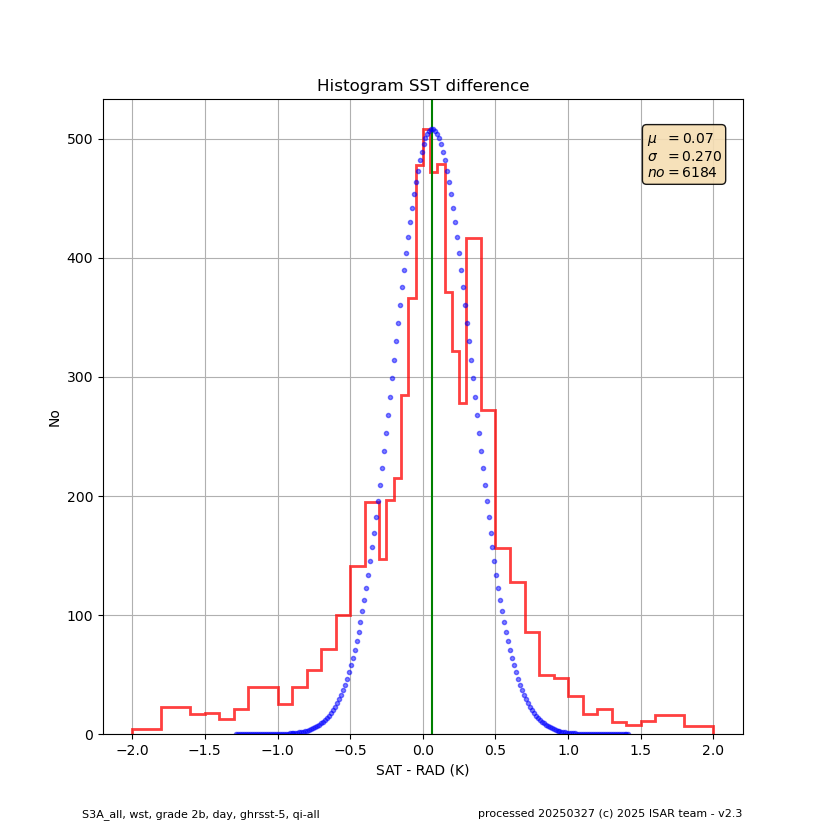 Histogram SST difference
μ = 0.07
σ = 0.270
no = 6184
500
400
300
200
100
0
No
−2.0 −1.5 −1.0 −0.5 0.0 0.5 1.0 1.5 2.0
SAT - RAD (K)
S3A_all, wst, grade 2b, day, ghrsst-5, qi-all
processed 20250327 (c) 2025 ISAR team - v2.3